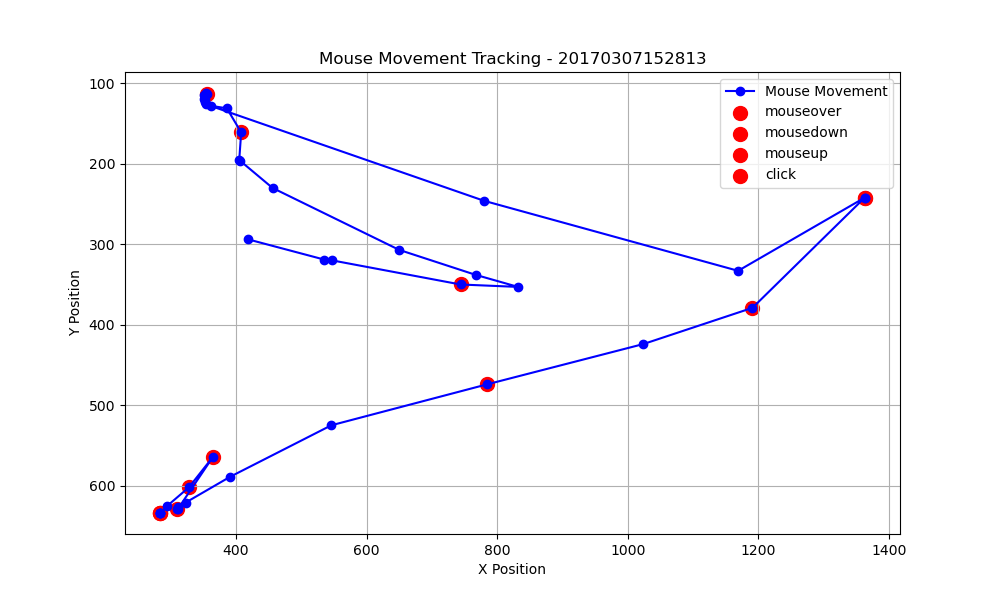 Mouse Movement Tracking - 20170307152813
Mouse Movement
mouseover
mousedown
mouseup
click
100
200
300
400
500
600
Y Position
400
600
800
1000
1200
1400
X Position